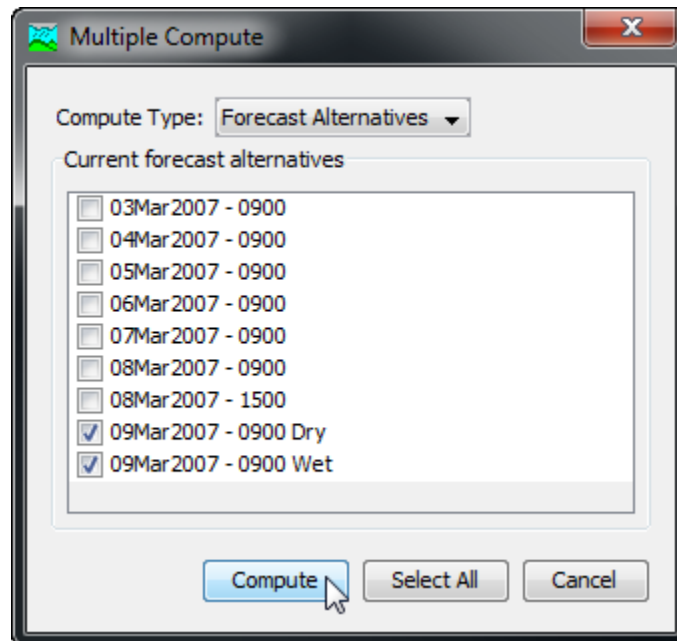 Multiple Compute
Compute Type: Forecast Alternatives
Current forecast alternatives
03Mar2007 - 0900
04Mar2007 - 0900
05Mar2007 - 0900
06Mar2007 - 0900
07Mar2007 - 0900
08Mar2007 - 0900
08Mar2007 - 1500
09Mar2007 - 0900 Dry
09Mar2007 - 0900 Wet
Compute Select All Cancel